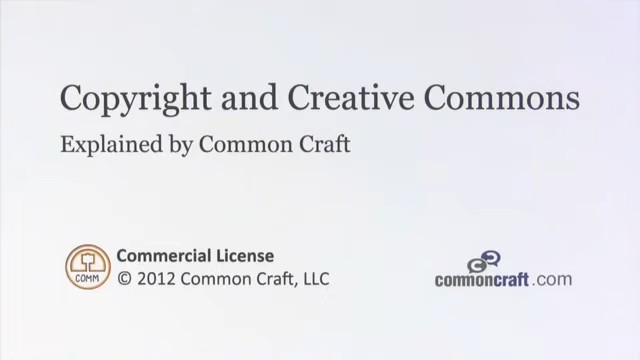 Copyright and Creative Commons
Explained by Common Craft
COMM
Commercial License
© 2012 Common Craft, LLC
commoncraft.com